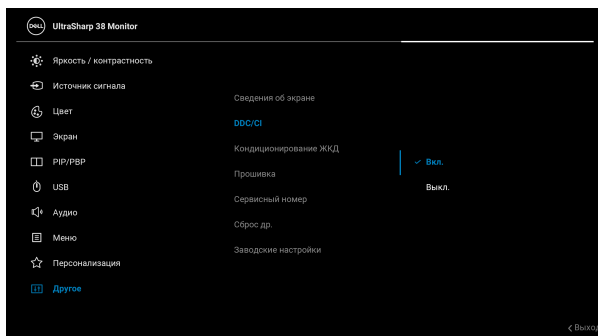 DELL
UltraSharp 38 Monitor
Яркость / контрастность
Источник сигнала
Цвет
Экран
PIP/PBP
USB
Аудио
Меню
Персонализация
Другое
Сведения об экране
DDC/CI
Кондиционирование ЖКД
Прошивка
Сервисный номер
Сброс др.
Заводские настройки
Вкл.
Выкл.
Выход